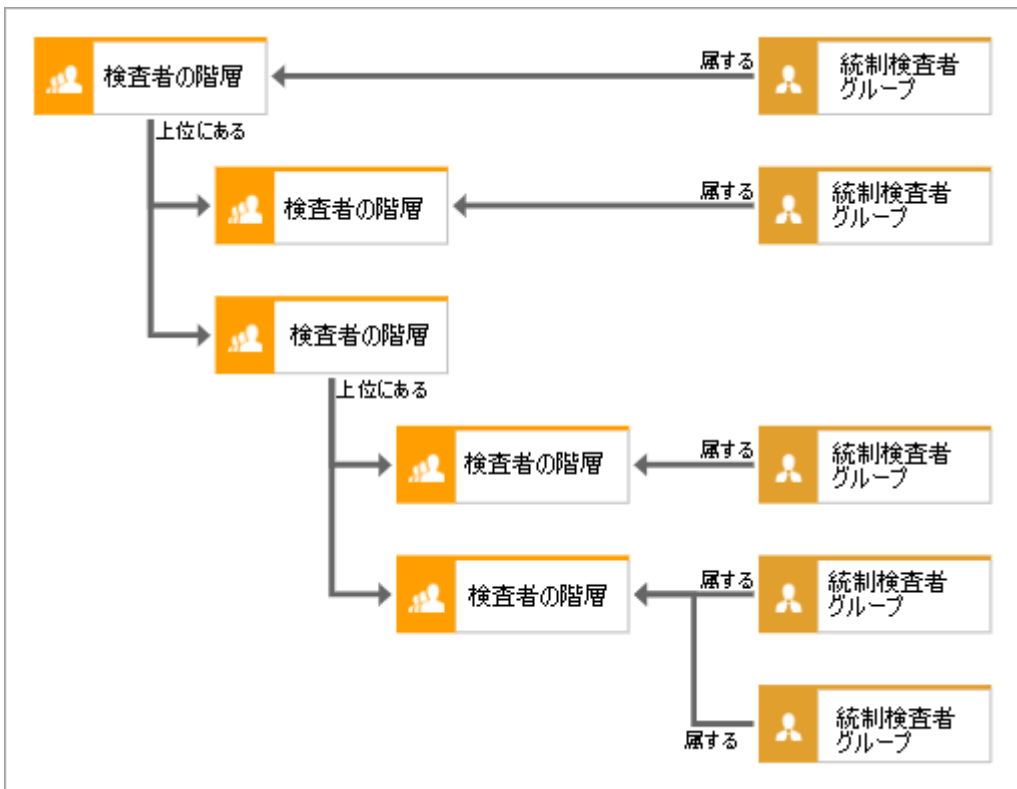 検査者の階層
属する
統制検査者
グループ
上位にある
検査者の階層
属する
統制検査者
グループ
検査者の階層
上位にある
検査者の階層
属する
統制検査者
グループ
検査者の階層
属する
統制検査者
グループ
属する
統制検査者
グループ